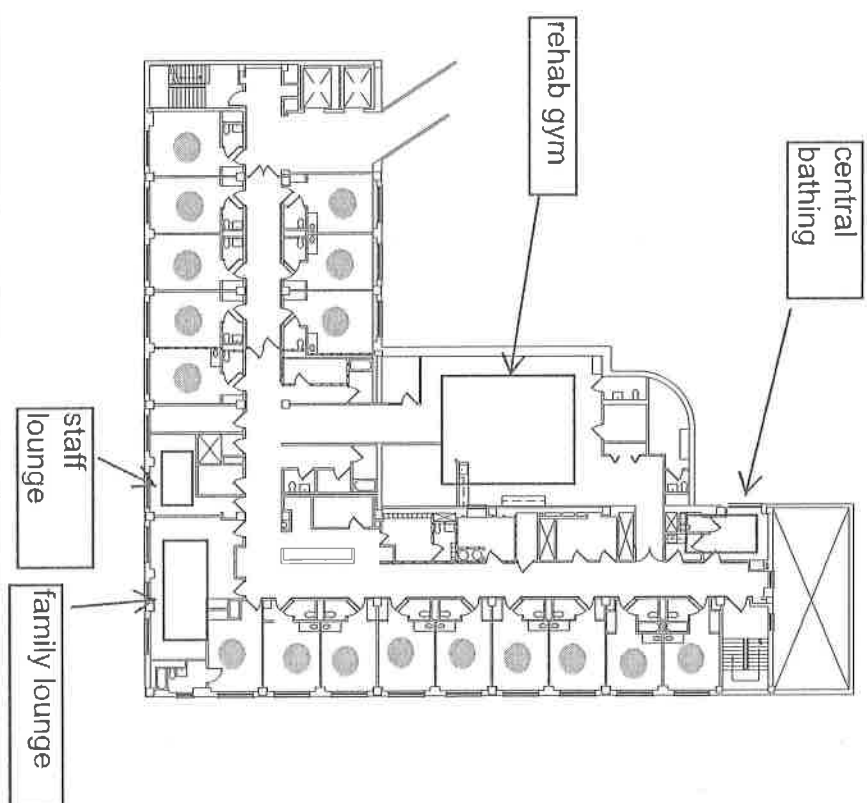 central
bathing
rehab gym
staff
lounge
family lounge